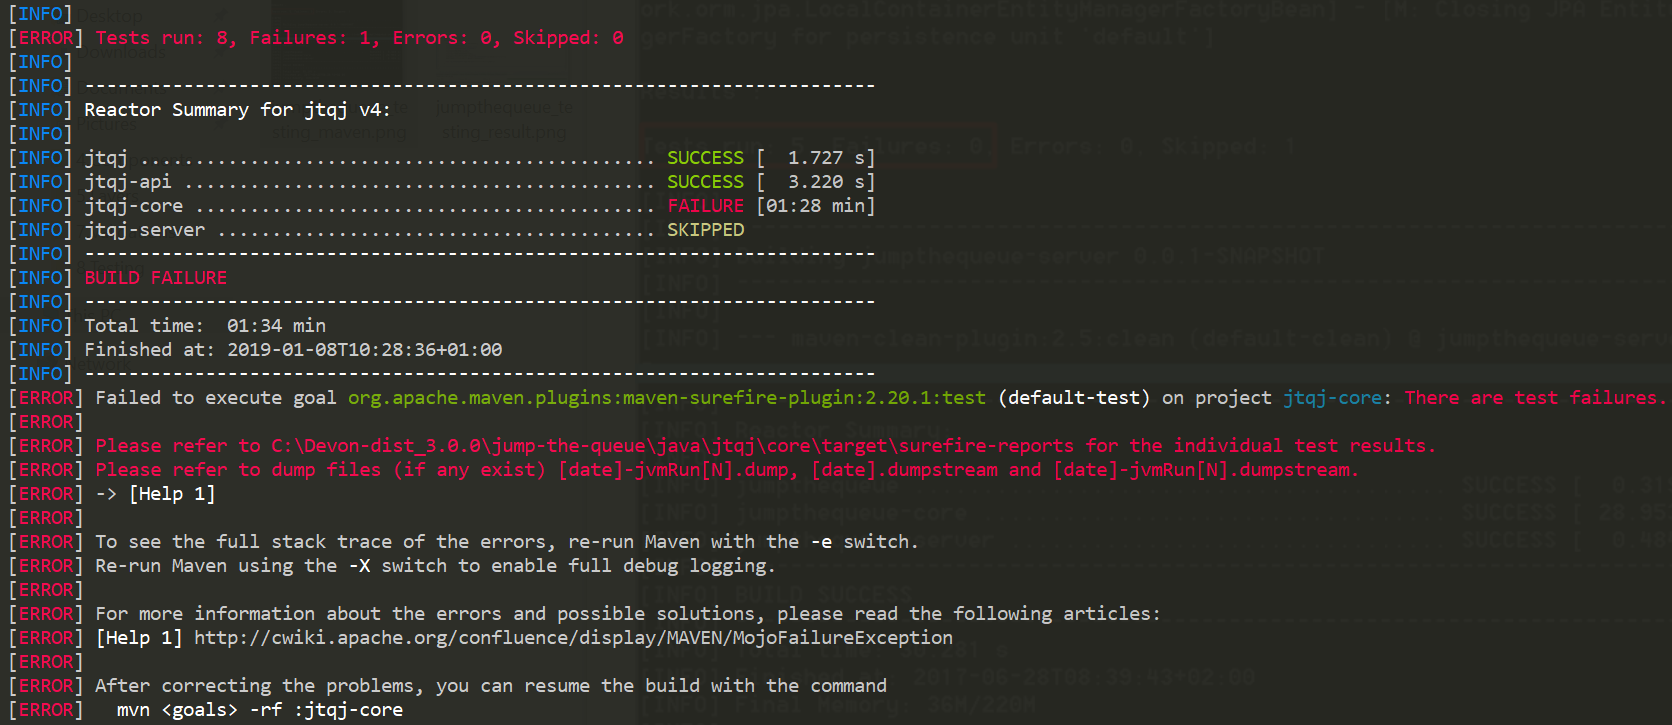 [INFO]
[ERROR] Tests run: 8, Failures: 1, Errors: 0, Skipped: 0
[INFO]
[INFO] ------------------------------------------------------------------------
[INFO] Reactor Summary for jtqj v4:
[INFO]
[INFO] jtqj ............................................... SUCCESS [  1.727 s]
[INFO] jtqj-api ........................................... SUCCESS [  3.220 s]
[INFO] jtqj-core .......................................... FAILURE [01:28 min]
[INFO] jtqj-server ........................................ SKIPPED
[INFO] ------------------------------------------------------------------------
[INFO] BUILD FAILURE
[INFO] ------------------------------------------------------------------------
[INFO] Total time:  01:34 min
[INFO] Finished at: 2019-01-08T10:28:36+01:00
[INFO] ------------------------------------------------------------------------
[ERROR] Failed to execute goal org.apache.maven.plugins:maven-surefire-plugin:2.20.1:test (default-test) on project jtqj-core: There are test failures.
[ERROR]
[ERROR] Please refer to C:\Devon-dist_3.0.0\jump-the-queue\java\jtqj\core\target\surefire-reports for the individual test results.
[ERROR] Please refer to dump files (if any exist) [date]-jvmRun[N].dump, [date].dumpstream and [date]-jvmRun[N].dumpstream.
[ERROR] -> [Help 1]
[ERROR]
[ERROR] To see the full stack trace of the errors, re-run Maven with the -e switch.
[ERROR] Re-run Maven using the -X switch to enable full debug logging.
[ERROR]
[ERROR] For more information about the errors and possible solutions, please read the following articles:
[ERROR] [Help 1] http://cwiki.apache.org/confluence/display/MAVEN/MojoFailureException
[ERROR]
[ERROR] After correcting the problems, you can resume the build with the command
[ERROR]   mvn <goals> -rf :jtqj-core